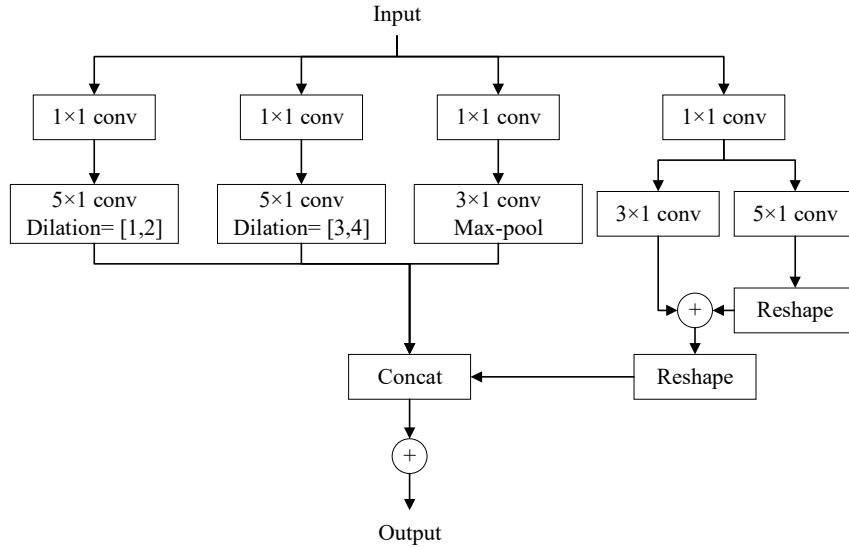 Input
1×1 conv
1×1 conv
1×1 conv
1×1 conv
5×1 conv
Dilation= [1,2]
5×1 conv
Dilation= [3,4]
3×1 conv
Max-pool
3×1 conv
5×1 conv
+
Reshape
Concat
Reshape
+
Output